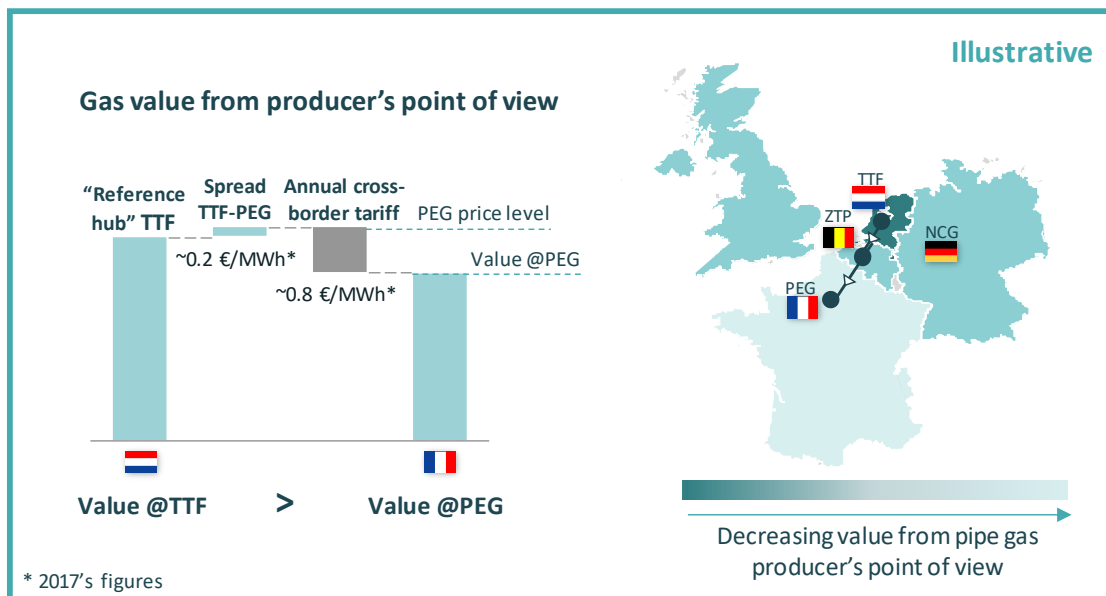 Illustrative
Gas value from producer's point of view
“Reference
hub” TTF
Spread
TTF-PEG
Annual cross-
border tariff
PEG price level
~0.2 €/MWh*
Value @PEG
~0.8 €/MWh*
Value @TTF
>
Value @PEG
* 2017's figures
TTF
ZTP
NCG
PEG
Decreasing value from pipe gas
producer's point of view